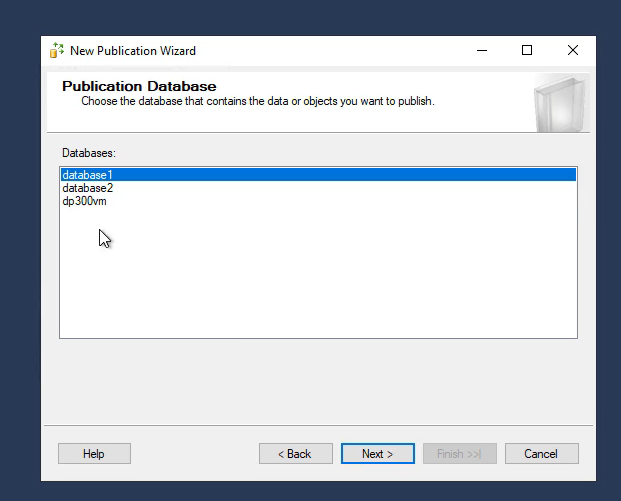 New Publication Wizard
Publication Database
Choose the database that contains the data or objects you want to publish.
Databases:
database1
database2
dp300vm
Help
< Back
Next >
Finish >>|
Cancel